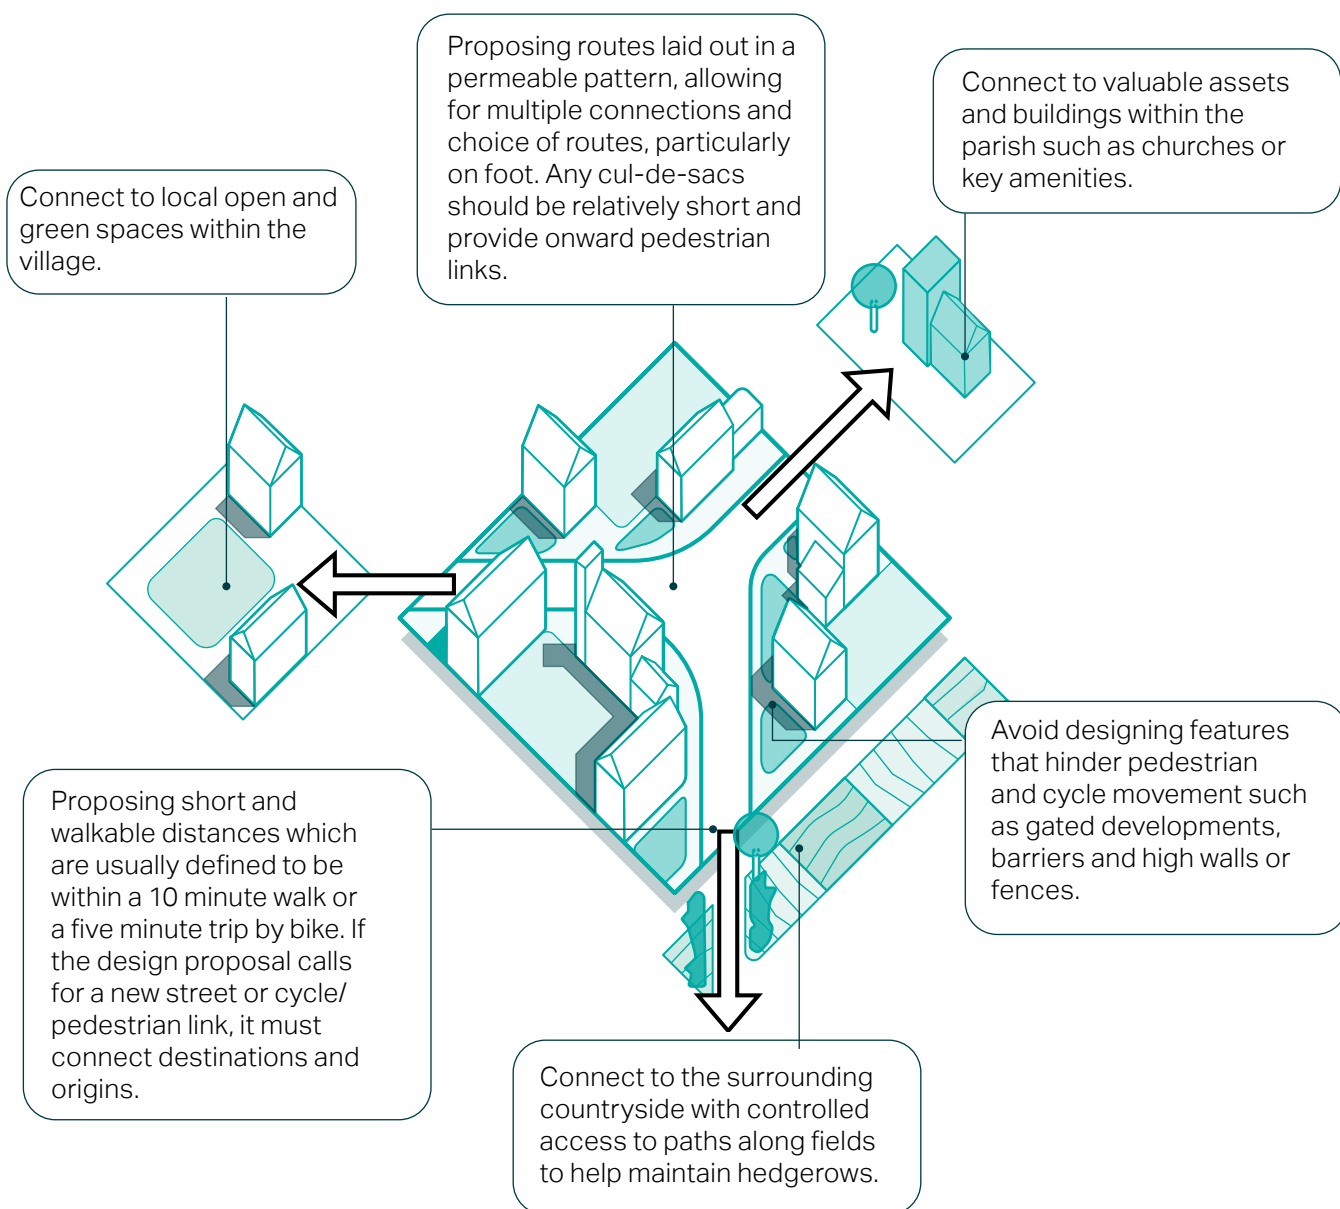 Proposing routes laid out in a
permeable pattern, allowing
for multiple connections and
choice of routes, particularly
on foot. Any cul-de-sacs
should be relatively short and
provide onward pedestrian
links.
Connect to valuable assets
and buildings within the
parish such as churches or
key amenities.
Connect to local open and
green spaces within the
village.
Avoid designing features
that hinder pedestrian
and cycle movement such
as gated developments,
barriers and high walls or
fences.
Proposing short and
walkable distances which
are usually defined to be
within a 10 minute walk or
a five minute trip by bike. If
the design proposal calls
for a new street or cycle/
pedestrian link, it must
connect destinations and
origins.
Connect to the surrounding
countryside with controlled
access to paths along fields
to help maintain hedgerows.